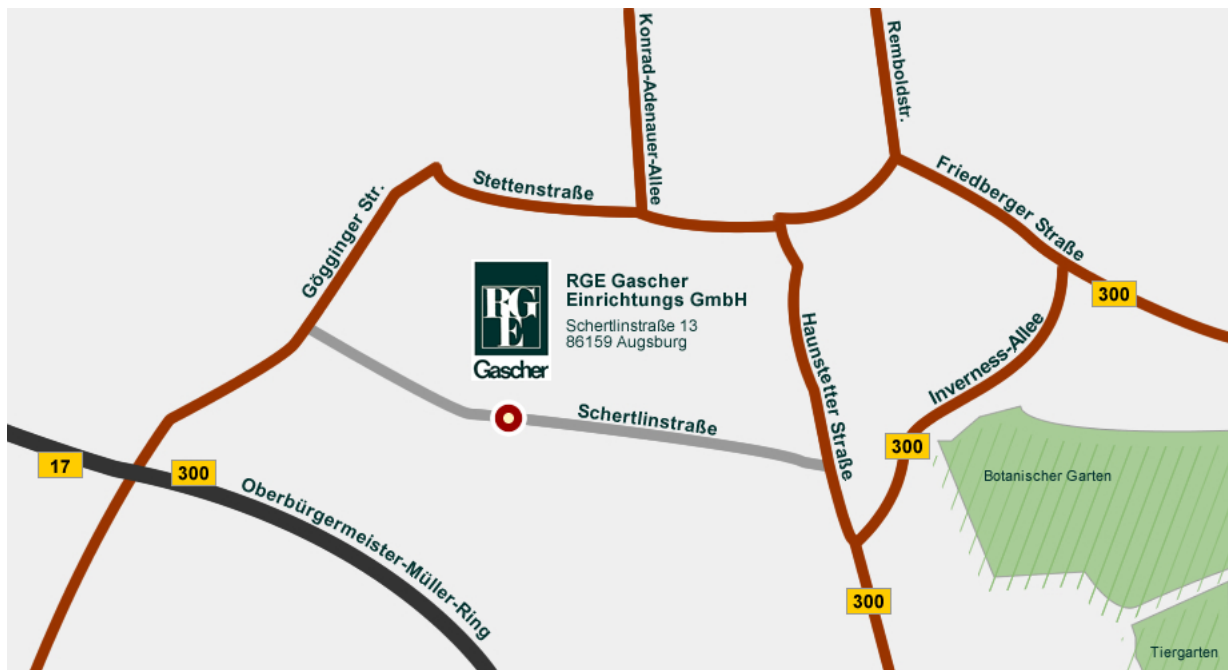 Konrad-Adenauer-Allee
Remboldstr.
Stettenstraße
Friedberger Straße
Gögginger Str.
RGE
Gascher
RGE Gascher
Einrichtungs GmbH
Schertlinstraße 13
86159 Augsburg
300
Haunstetter Straße
Inverness-Allee
Schertlinstraße
300
17
300
Botanischer Garten
Oberbürgermeister-Müller-Ring
300
Tiergarten